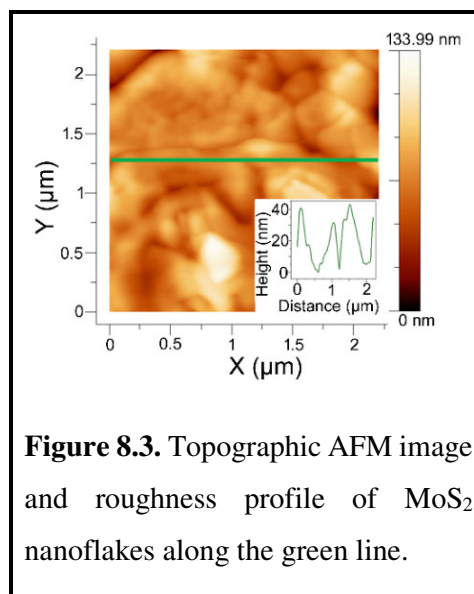 133.99 nm
2
1.5
1
0.5
0
Y (µm)
40
20
0
Height (nm)
0 1 2
Distance (µm)
0 nm
0 0.5 1 1.5 2
X (µm)
Figure 8.3. Topographic AFM image
and roughness profile of MoS₂
nanoflakes along the green line.